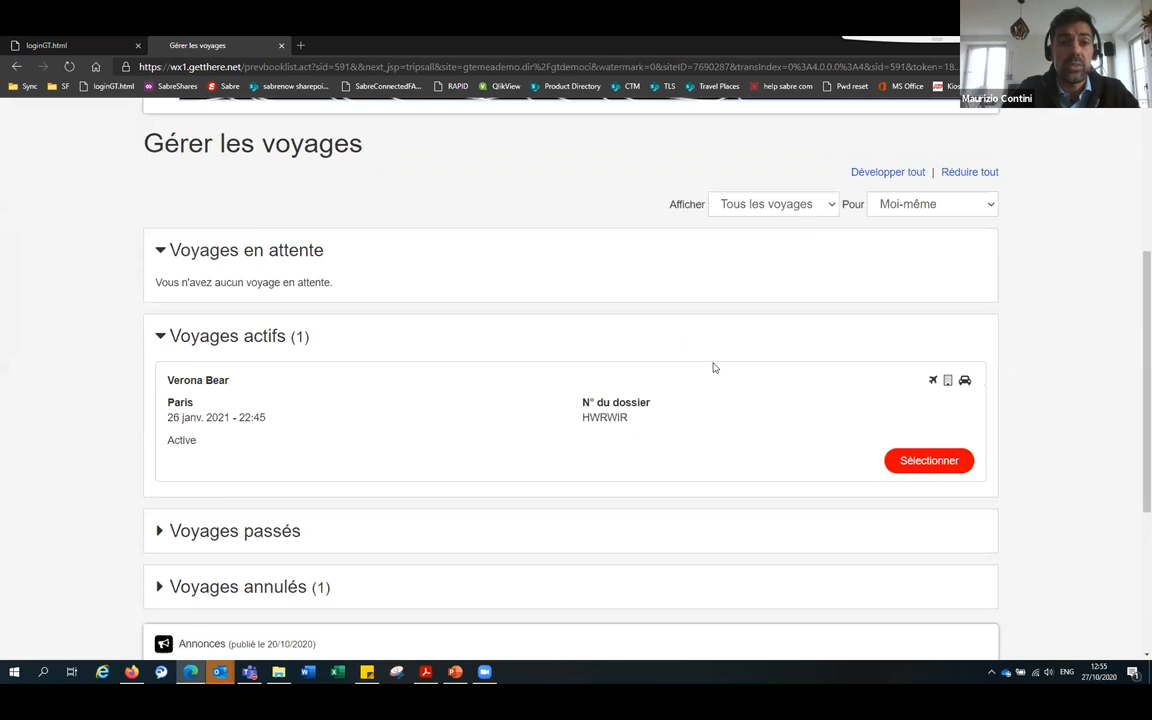 loginGT.html
Gérer les voyages
https://wx1.getthere.net/prevbooklist.act?sid=591&&next_jsp=tripsall&site=gtemeademo.dir%2Fgtdemoci&watermark=0&siteID=7690287&transIndex=0%3A4.0.0.0%3A4&sid=591&token=18...
Sync
SF
loginGT.html
SabreShares
Sabre
sabrenow sharepoi...
SabreConnectedFA...
RAPID
QlikView
Product Directory
CTM
TLS
Travel Places
help sabre com
Pwd reset
MS Office
Kios
Maurizio Contini
Gérer les voyages
Développer tout | Réduire tout
Afficher Tous les voyages Pour Moi-même
Voyages en attente
Vous n'avez aucun voyage en attente.
Voyages actifs (1)
Verona Bear
Paris
26 janv. 2021 - 22:45
N° du dossier
HWRWIR
Active
Sélectionner
Voyages passés
Voyages annulés (1)
Annonces (publié le 20/10/2020)
ENG
12:55
27/10/2020